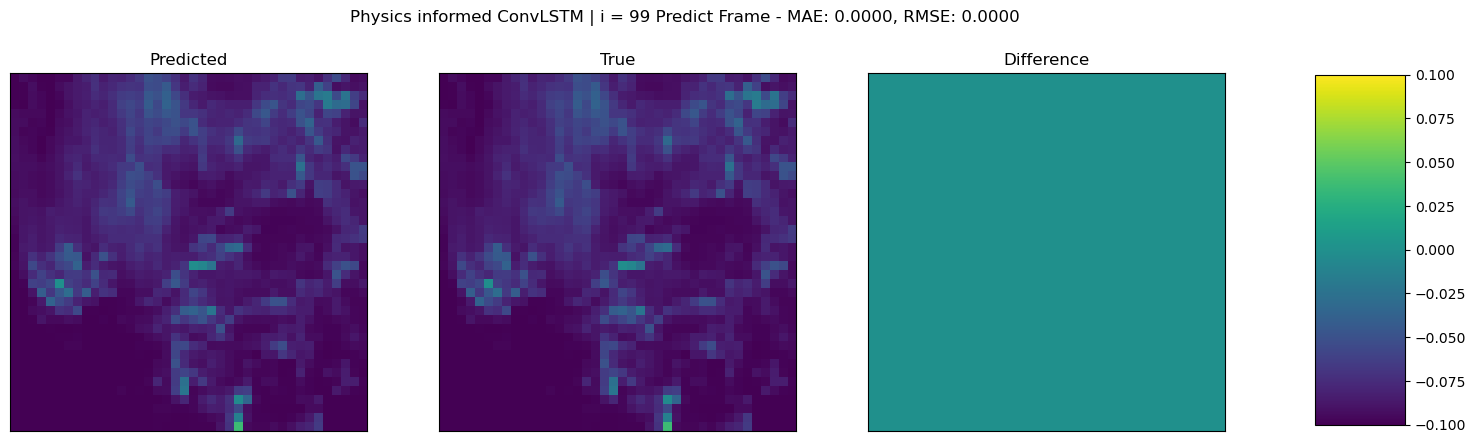 Physics informed ConvLSTM | i = 99 Predict Frame - MAE: 0.0000, RMSE: 0.0000
Predicted
True
Difference
0.100
0.075
0.050
0.025
0.000
−0.025
−0.050
−0.075
−0.100